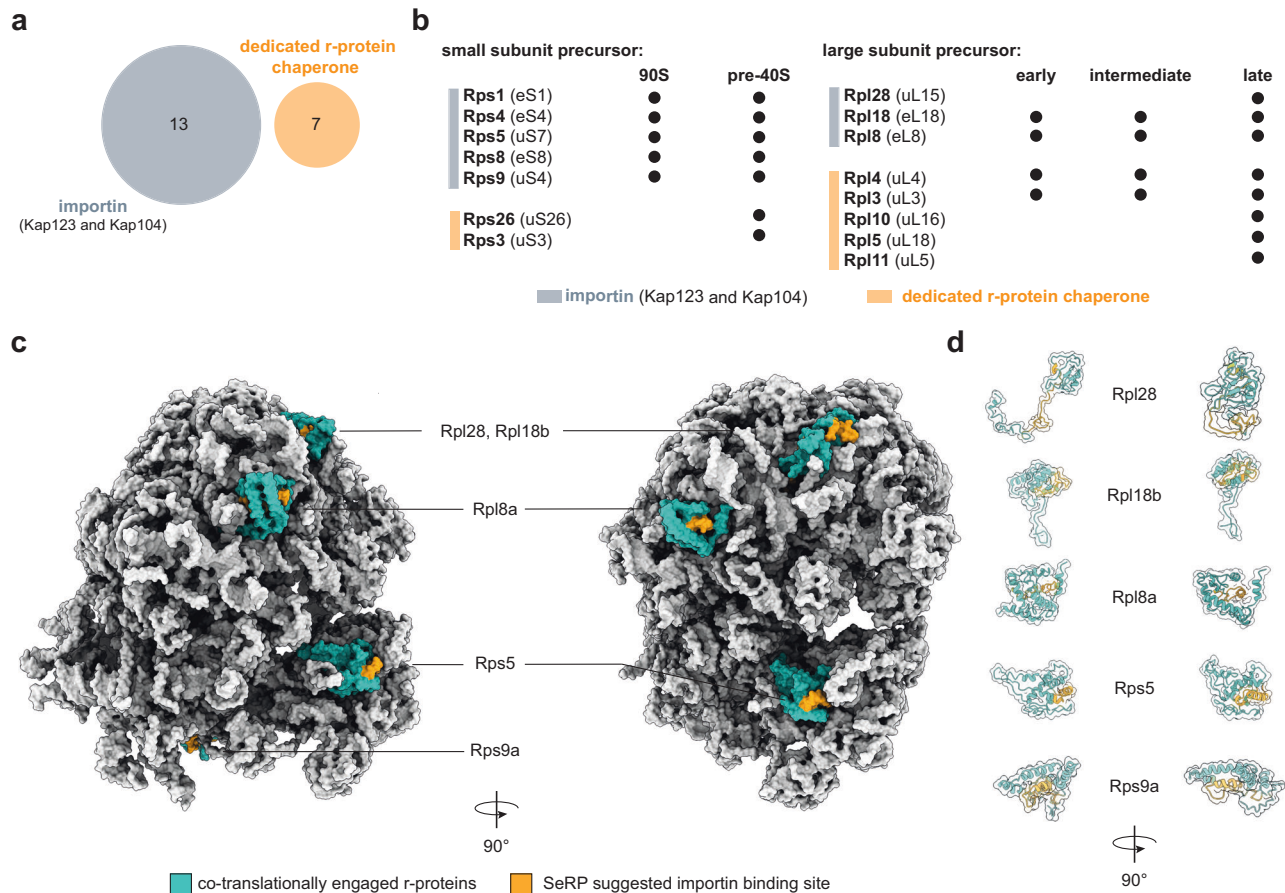 a
dedicated r-protein
chaperone
13
7
importin
(Kap123 and Kap104)
b
small subunit precursor:
90S pre-40S
Rps1 (eS1)
Rps4 (eS4)
Rps5 (uS7)
Rps8 (eS8)
Rps9 (uS4)
Rps26 (uS26)
Rps3 (uS3)
large subunit precursor:
early intermediate late
Rpl28 (uL15)
Rpl18 (eL18)
Rpl8 (eL8)
Rpl4 (uL4)
Rpl3 (uL3)
Rpl10 (uL16)
Rpl5 (uL18)
Rpl11 (uL5)
importin (Kap123 and Kap104)
dedicated r-protein chaperone
c
Rpl28, Rpl18b
Rpl8a
Rps5
Rps9a
90°
co-translationally engaged r-proteins
SeRP suggested importin binding site
d
Rpl28
Rpl18b
Rpl8a
Rps5
Rps9a
90°